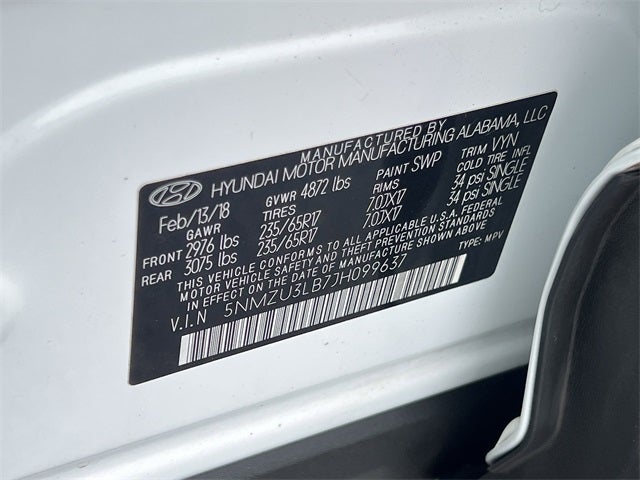 MANUFACTURED BY
HYUNDAI MOTOR MANUFACTURING ALABAMA, LLC
Feb/13/18 GVWR 4872 lbs PAINT SWP TRIM VYN
GAWR TIRES RIMS COLD TIRE INFL
FRONT 2976 lbs 235/65R17 7.0JX17 34 psi SINGLE
REAR 3075 lbs 235/65R17 7.0JX17 34 psi SINGLE
THIS VEHICLE CONFORMS TO ALL APPLICABLE U.S.A. FEDERAL
MOTOR VEHICLE SAFETY AND THEFT PREVENTION STANDARDS
IN EFFECT ON THE DATE OF MANUFACTURE SHOWN ABOVE
V.I.N 5NMZU3LB7JH099637 TYPE: MPV